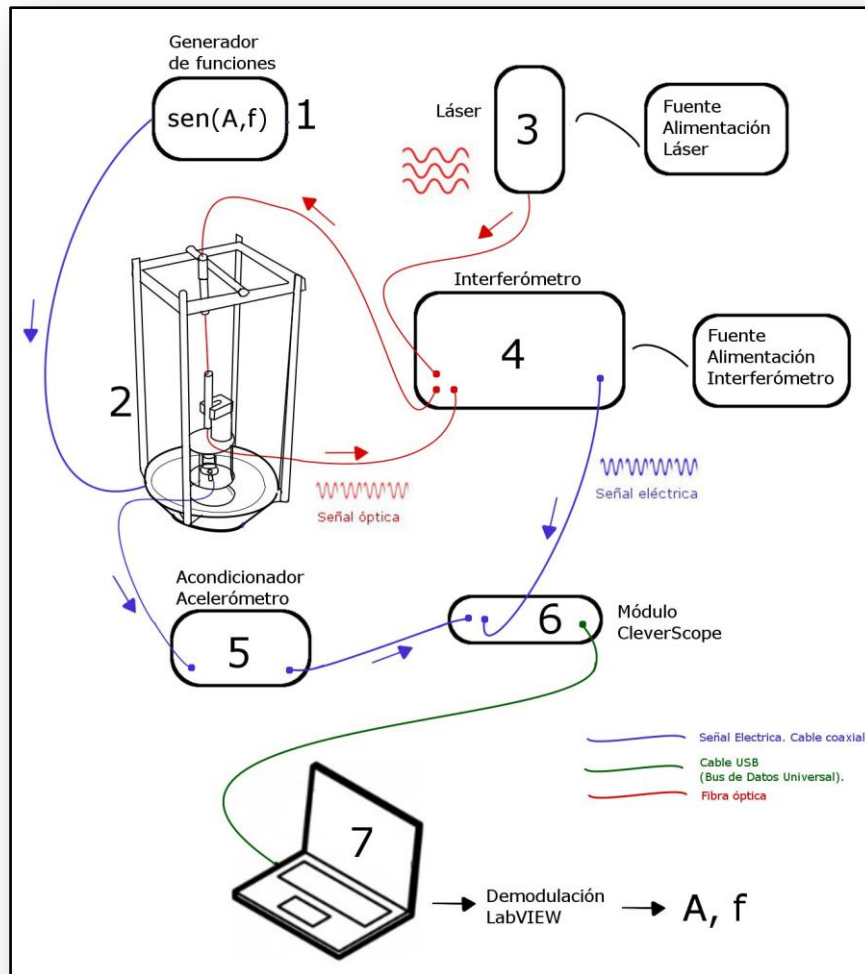 Generador
de funciones
sen(A,f)
1
Láser
3
Fuente
Alimentación
Láser
2
Interferómetro
4
Fuente
Alimentación
Interferómetro
Señal óptica
Señal eléctrica
Acondicionador
Acelerómetro
5
6
Módulo
CleverScope
Señal Electrica. Cable coaxial
Cable USB
(Bus de Datos Universal).
Fibra óptica
7
Demodulación
LabVIEW
A, f